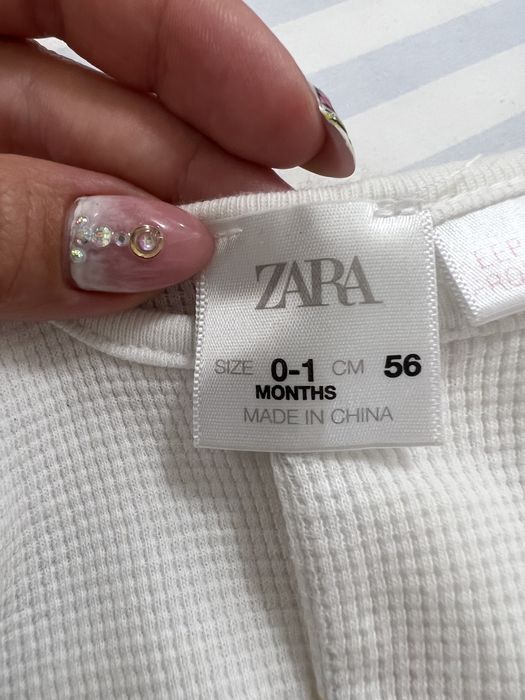 ZARA
SIZE 0-1 CM 56
MONTHS
MADE IN CHINA